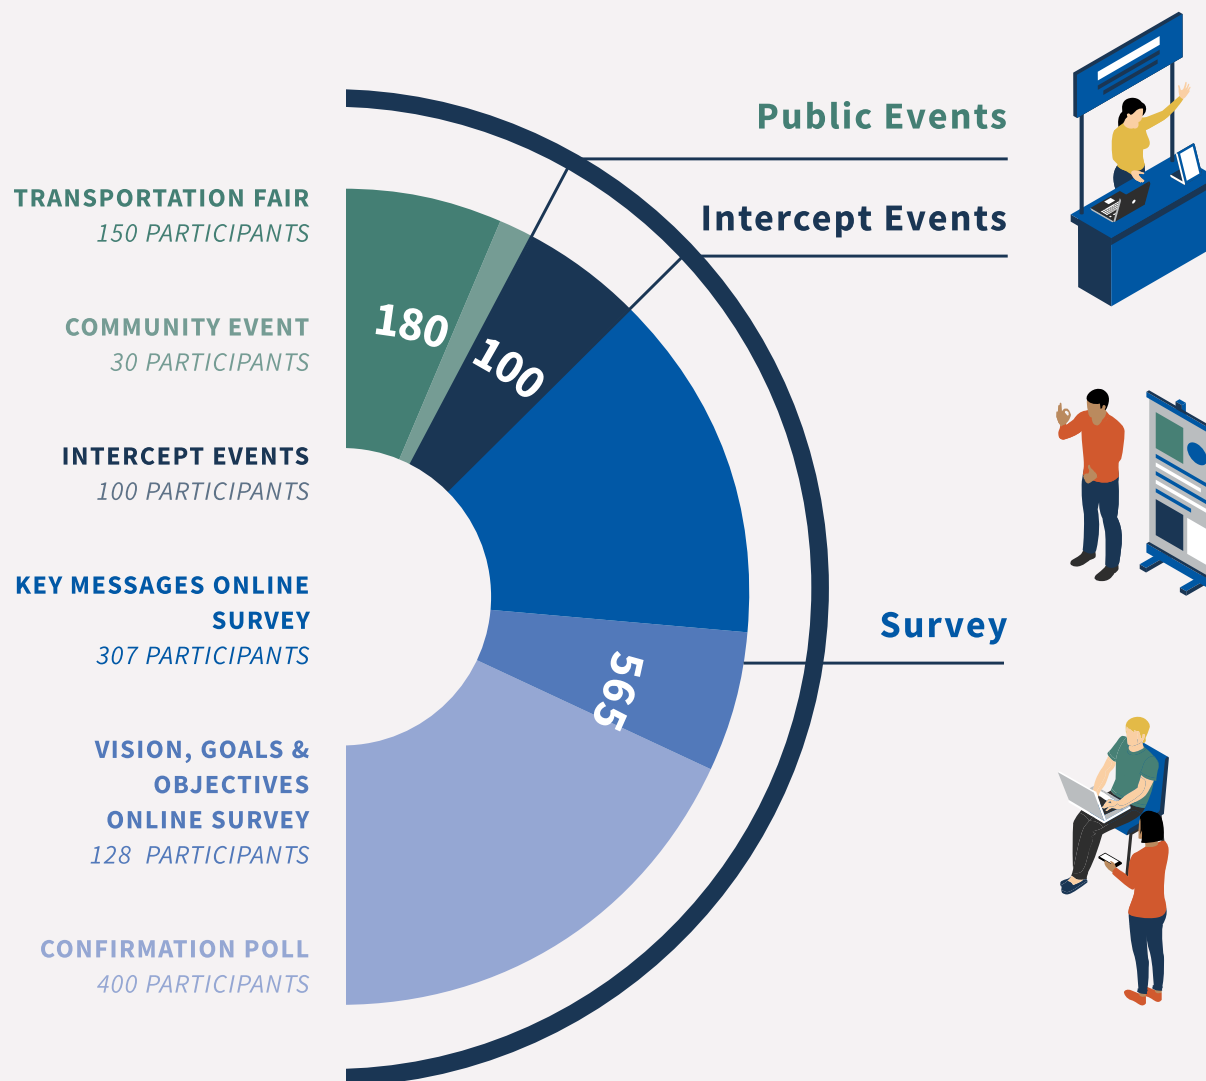 TRANSPORTATION FAIR
150 PARTICIPANTS
COMMUNITY EVENT
30 PARTICIPANTS
INTERCEPT EVENTS
100 PARTICIPANTS
KEY MESSAGES ONLINE
SURVEY
307 PARTICIPANTS
VISION, GOALS &
OBJECTIVES
ONLINE SURVEY
128 PARTICIPANTS
CONFIRMATION POLL
400 PARTICIPANTS
180
100
565
Public Events
Intercept Events
Survey